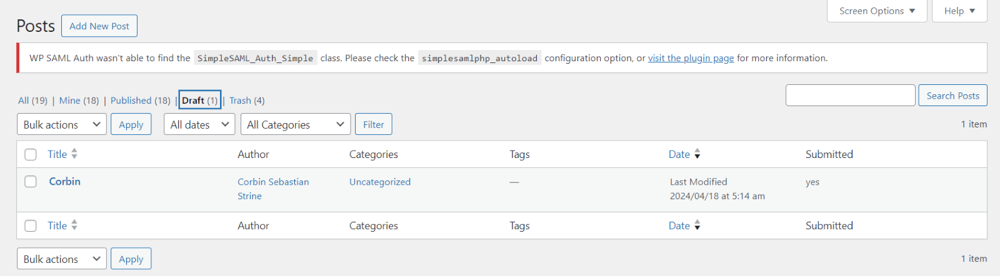 Screen Options ▼ Help ▼
Posts Add New Post
WP SAML Auth wasn't able to find the SimpleSAML_Auth_Simple class. Please check the simplesamlphp_autoload configuration option, or visit the plugin page for more information.
All (19) | Mine (18) | Published (18) | Draft (1) | Trash (4)
Search Posts
Bulk actions Apply All dates All Categories Filter 1 item
Title Author Categories Tags Date Submitted
Corbin Corbin Sebastian Uncategorized — Last Modified yes
Strine 2024/04/18 at 5:14 am
Title Author Categories Tags Date Submitted
Bulk actions Apply 1 item